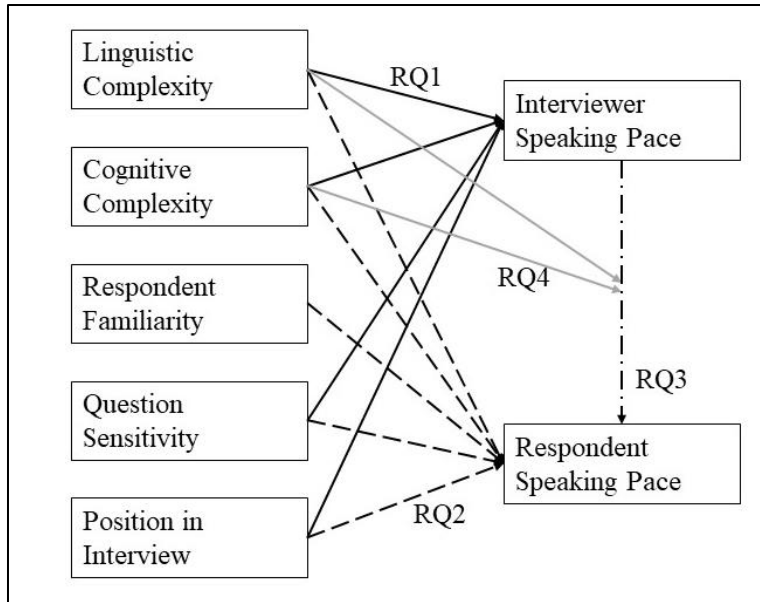 Linguistic
Complexity
RQ1
Interviewer
Speaking Pace
Cognitive
Complexity
RQ4
Respondent
Familiarity
RQ3
Question
Sensitivity
Respondent
Speaking Pace
RQ2
Position in
Interview